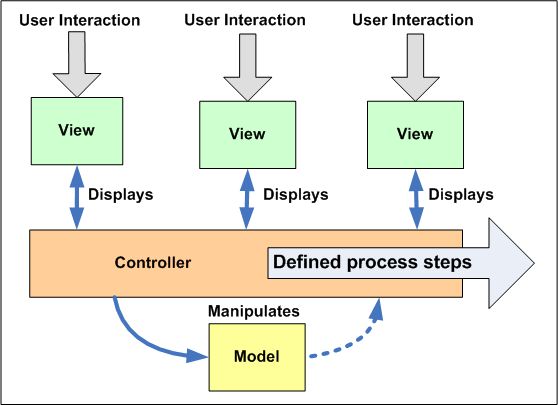 User Interaction
User Interaction
User Interaction
View
View
View
Displays
Displays
Displays
Controller
Defined process steps
Manipulates
Model